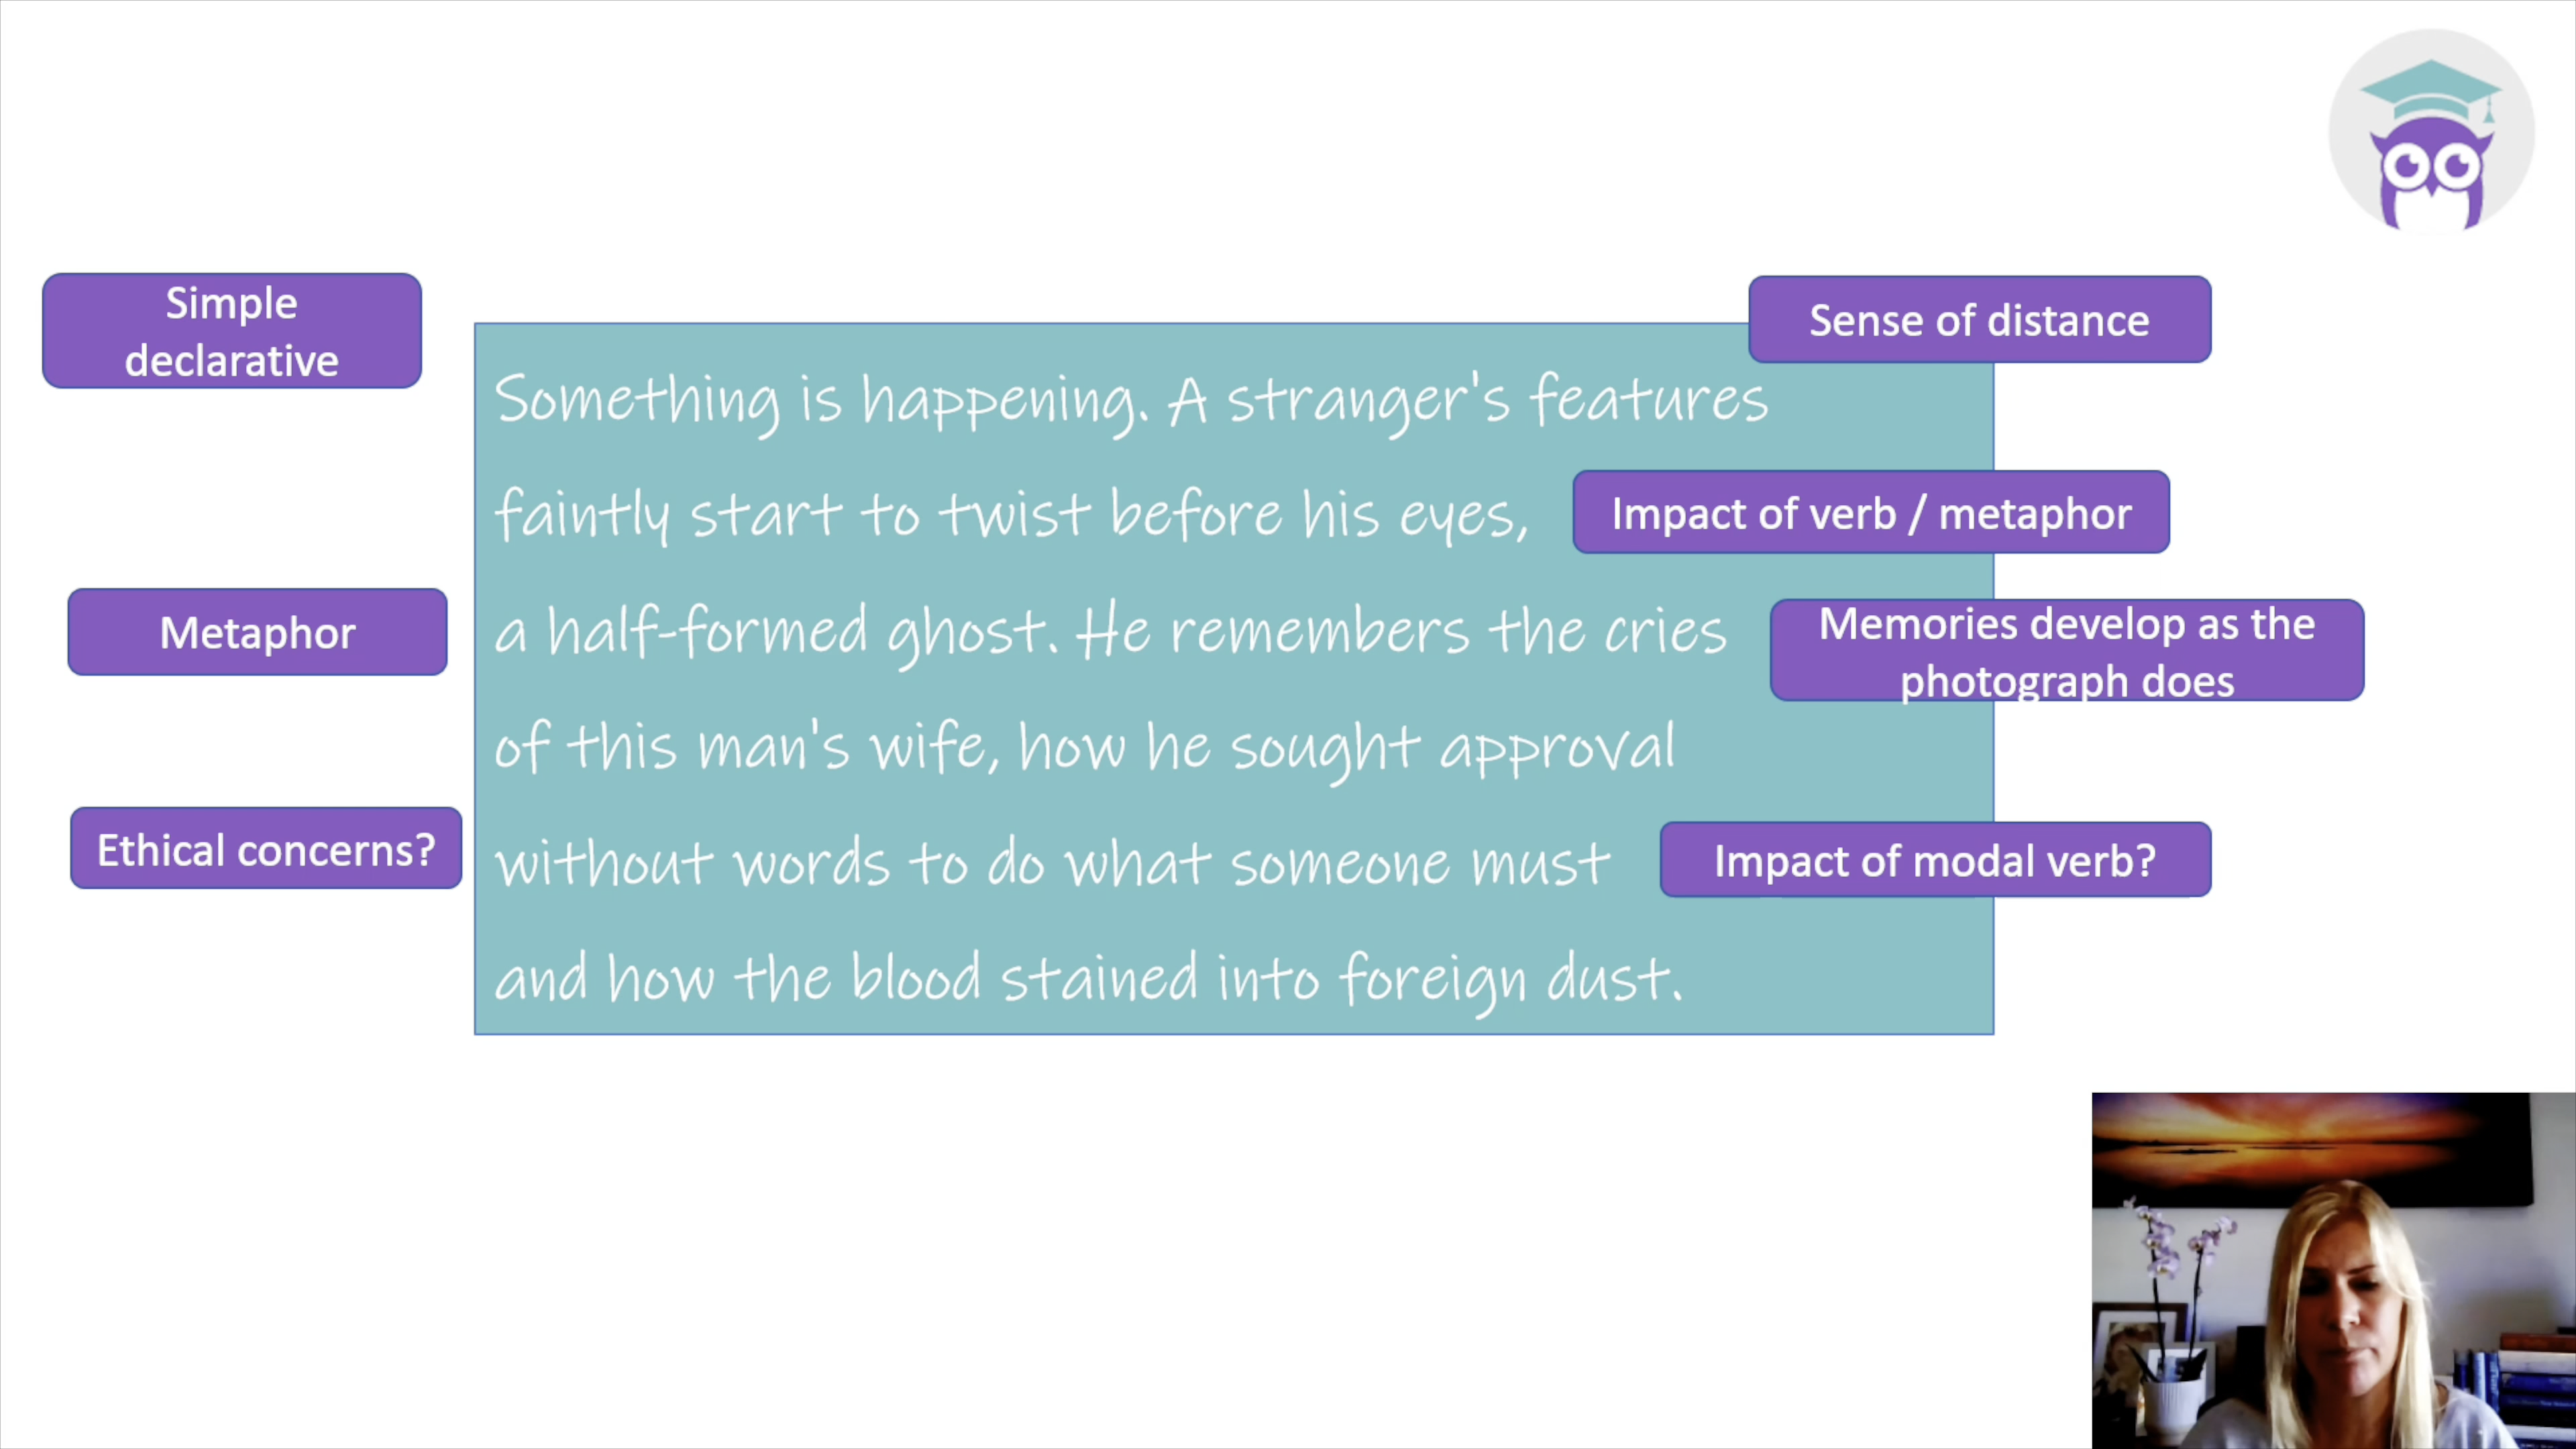 Simple
declarative
Sense of distance
Something is happening. A stranger's features
faintly start to twist before his eyes,
Impact of verb / metaphor
Metaphor
a half-formed ghost. He remembers the cries
Memories develop as the
photograph does
of this man's wife, how he sought approval
Ethical concerns?
without words to do what someone must
Impact of modal verb?
and how the blood stained into foreign dust.